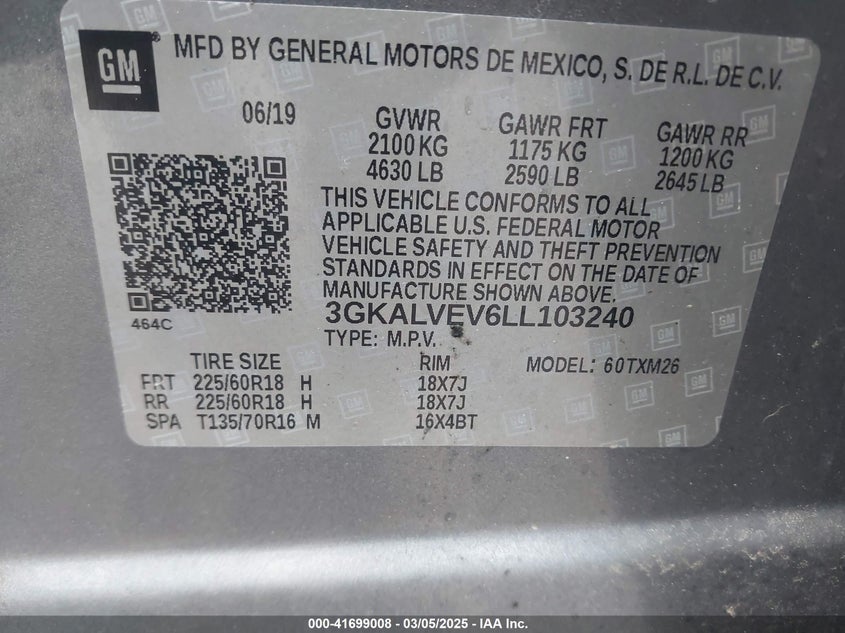 GM
MFD BY GENERAL MOTORS DE MEXICO, S. DE R.L. DE C.V.
06/19
GVWR
2100 KG
4630 LB
GAWR FRT
1175 KG
2590 LB
GAWR RR
1200 KG
2645 LB
THIS VEHICLE CONFORMS TO ALL
APPLICABLE U.S. FEDERAL MOTOR
VEHICLE SAFETY AND THEFT PREVENTION
STANDARDS IN EFFECT ON THE DATE OF
MANUFACTURE SHOWN ABOVE.
464C
3GKALVEV6LL103240
TYPE: M.P.V.
MODEL: 60TXM26
TIRE SIZE RIM
FRT 225/60R18 H 18X7J
RR 225/60R18 H 18X7J
SPA T135/70R16 M 16X4BT
000-41699008 — 03/05/2025 — IAA Inc.